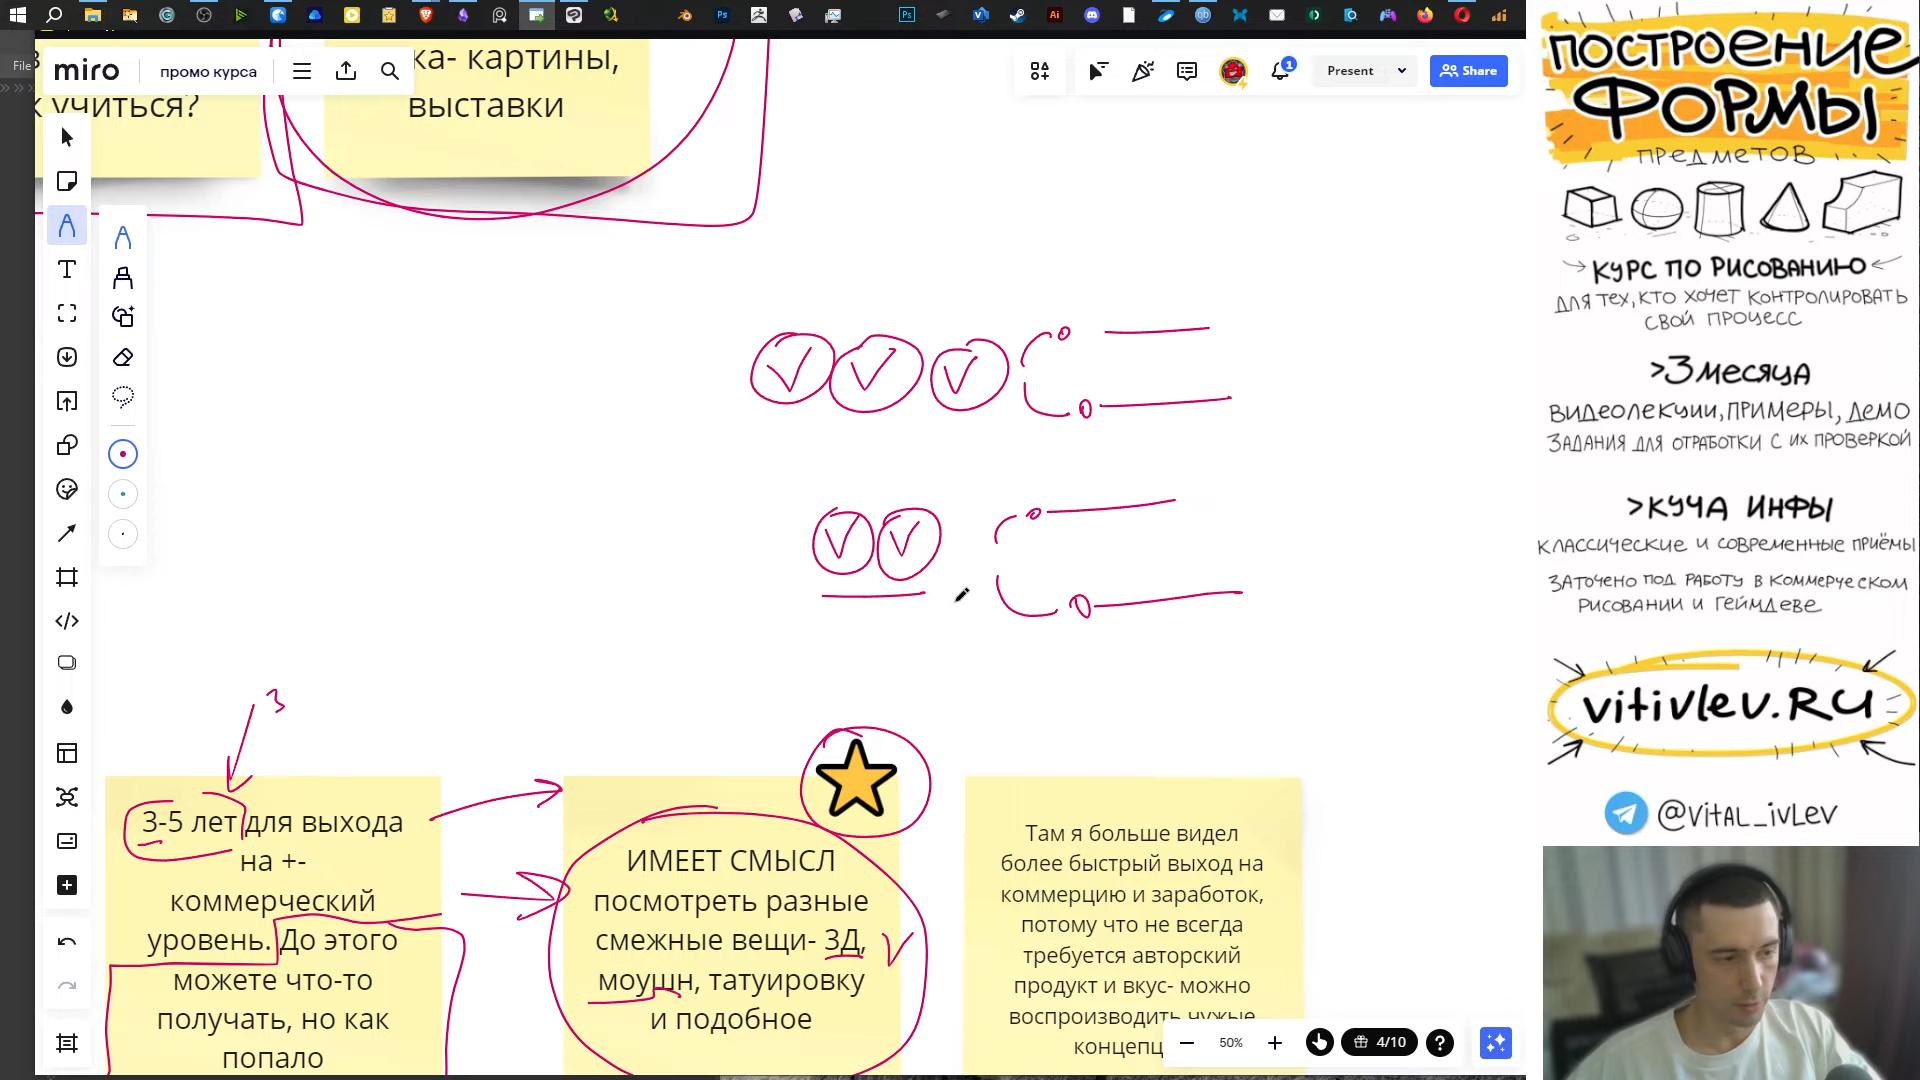 File
miro
промо курса
Present
1
Share
ка- картины,
выставки
к учиться?
3
3-5 лет для выхода
на +-
коммерческий
уровень. До этого
можете что-то
получать, но как
попало
ИМЕЕТ СМЫСЛ
посмотреть разные
смежные вещи- 3Д,
моушн, татуировку
и подобное
Там я больше видел
более быстрый выход на
коммерцию и заработок,
потому что не всегда
требуется авторский
продукт и вкус- можно
воспроизводить чужие
концепц
50%
4/10
ПОСТРОЕНИЕ
ФОРМЫ
ПРЕДМЕТОВ
КУРС ПО РИСОВАНИЮ
ДЛЯ ТЕХ, КТО ХОЧЕТ КОНТРОЛИРОВАТЬ
СВОЙ ПРОЦЕСС
>3 месяца
ВИДЕОЛЕКЦИИ, ПРИМЕРЫ, ДЕМО
ЗАДАНИЯ ДЛЯ ОТРАБОТКИ С ИХ ПРОВЕРКОЙ
>КУЧА ИНФЫ
КЛАССИЧЕСКИЕ И СОВРЕМЕННЫЕ ПРИЁМЫ
ЗАТОЧЕНО ПОД РАБОТУ В КОММЕРЧЕСКОМ
РИСОВАНИИ И ГЕЙМДЕВЕ
vitivlev.RU
@VITAL_IVLEV